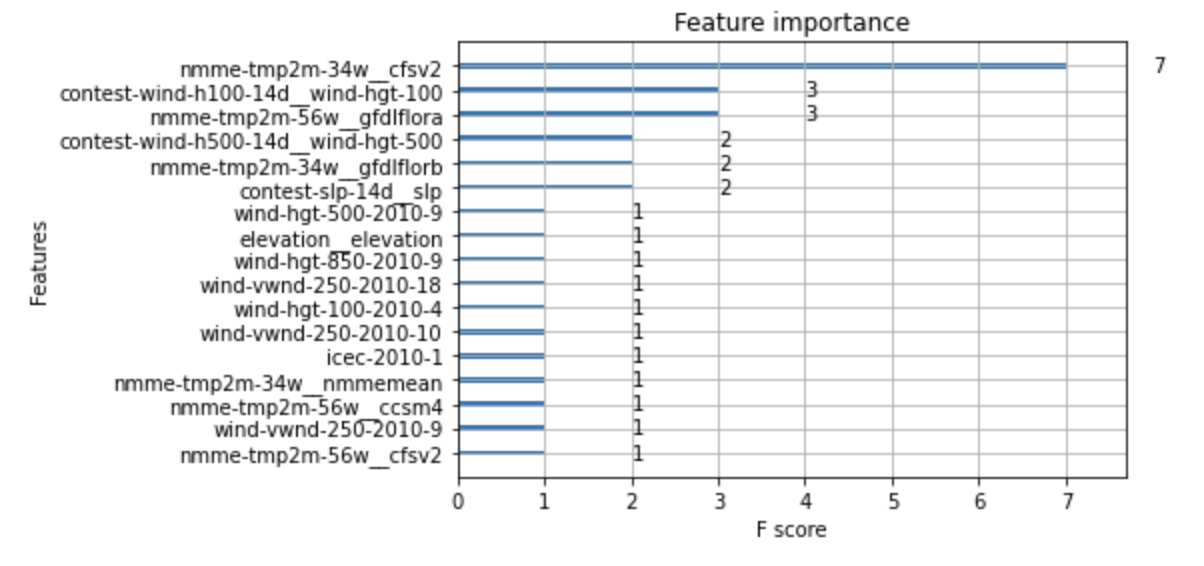 Feature importance
nmme-tmp2m-34w__cfsv2 7
contest-wind-h100-14d__wind-hgt-100 3
nmme-tmp2m-56w__gfdlflora 3
contest-wind-h500-14d__wind-hgt-500 2
nmme-tmp2m-34w__gfdlflorb 2
contest-slp-14d__slp 2
wind-hgt-500-2010-9 1
elevation__elevation 1
wind-hgt-850-2010-9 1
wind-vwnd-250-2010-18 1
wind-hgt-100-2010-4 1
wind-vwnd-250-2010-10 1
icec-2010-1 1
nmme-tmp2m-34w__nmmemean 1
nmme-tmp2m-56w__ccsm4 1
wind-vwnd-250-2010-9 1
nmme-tmp2m-56w__cfsv2 1
Features
0 1 2 3 4 5 6 7
F score